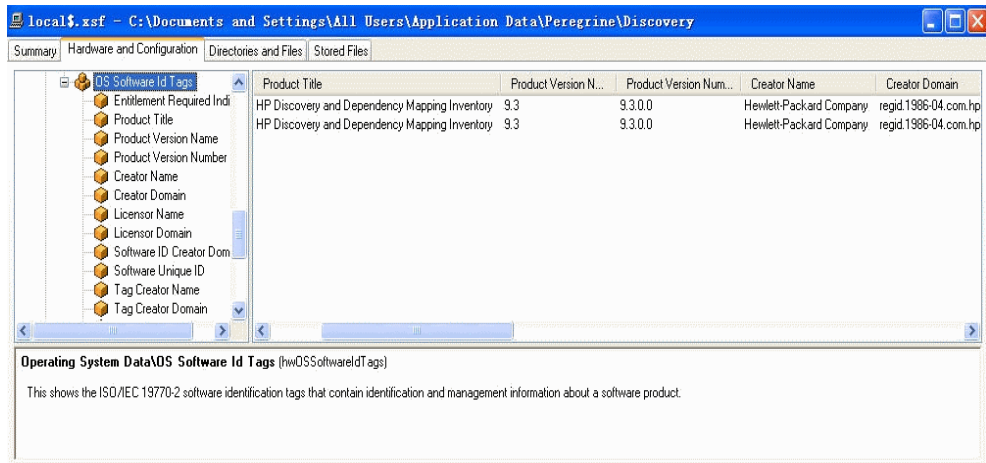 local$.xsf - C:\Documents and Settings\All Users\Application Data\Peregrine\Discovery
Summary Hardware and Configuration Directories and Files Stored Files
OS Software Id Tags
Entitlement Required Indi
Product Title
Product Version Name
Product Version Number
Creator Name
Creator Domain
Licensor Name
Licensor Domain
Software ID Creator Dom
Software Unique ID
Tag Creator Name
Tag Creator Domain
Product Title Product Version N... Product Version Num... Creator Name Creator Domain
HP Discovery and Dependency Mapping Inventory 9.3 9.3.0.0 Hewlett-Packard Company regid.1986-04.com.hp
HP Discovery and Dependency Mapping Inventory 9.3 9.3.0.0 Hewlett-Packard Company regid.1986-04.com.hp
Operating System Data\OS Software Id Tags (hwOSSoftwareIdTags)
This shows the ISO/IEC 19770-2 software identification tags that contain identification and management information about a software product.